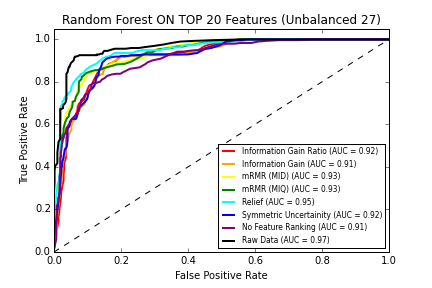 Random Forest ON TOP 20 Features (Unbalanced 27)
True Positive Rate
1.0
0.8
0.6
0.4
0.2
0.0
Information Gain Ratio (AUC = 0.92)
Information Gain (AUC = 0.91)
mRMR (MID) (AUC = 0.93)
mRMR (MIQ) (AUC = 0.93)
Relief (AUC = 0.95)
Symmetric Uncertainity (AUC = 0.92)
No Feature Ranking (AUC = 0.91)
Raw Data (AUC = 0.97)
0.0 0.2 0.4 0.6 0.8 1.0
False Positive Rate